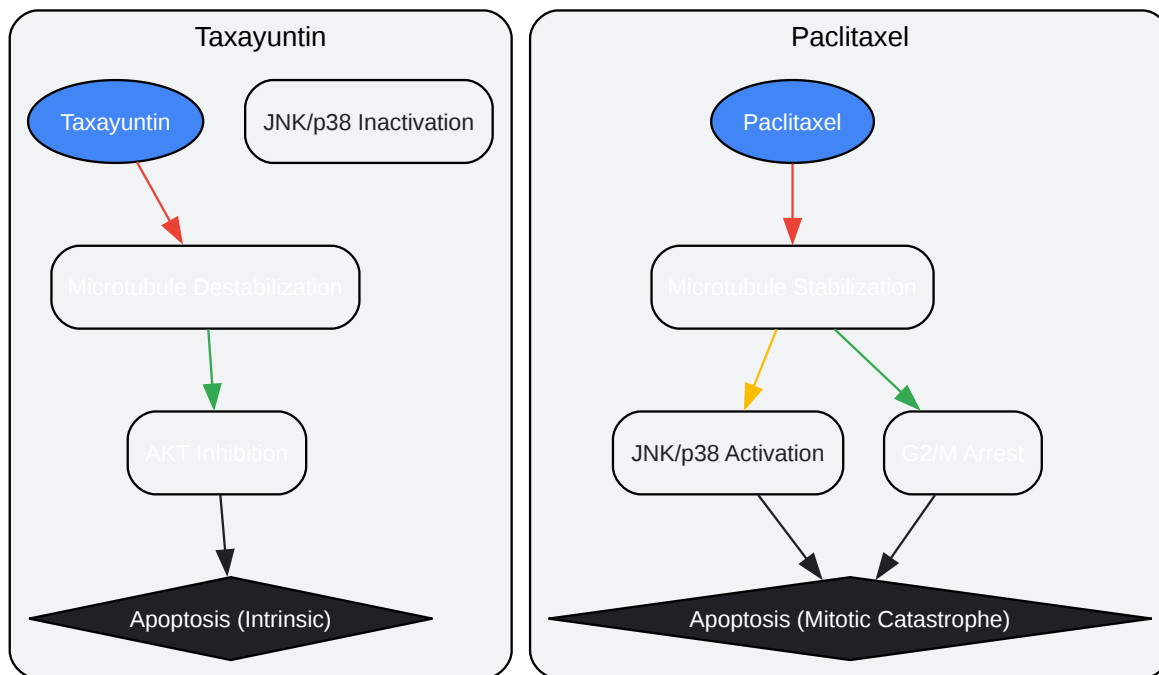 Taxayuntin
Taxayuntin
JNK/p38 Inactivation
Microtubule Destabilization
AKT Inhibition
Apoptosis (Intrinsic)
Paclitaxel
Paclitaxel
Microtubule Stabilization
JNK/p38 Activation
G2/M Arrest
Apoptosis (Mitotic Catastrophe)